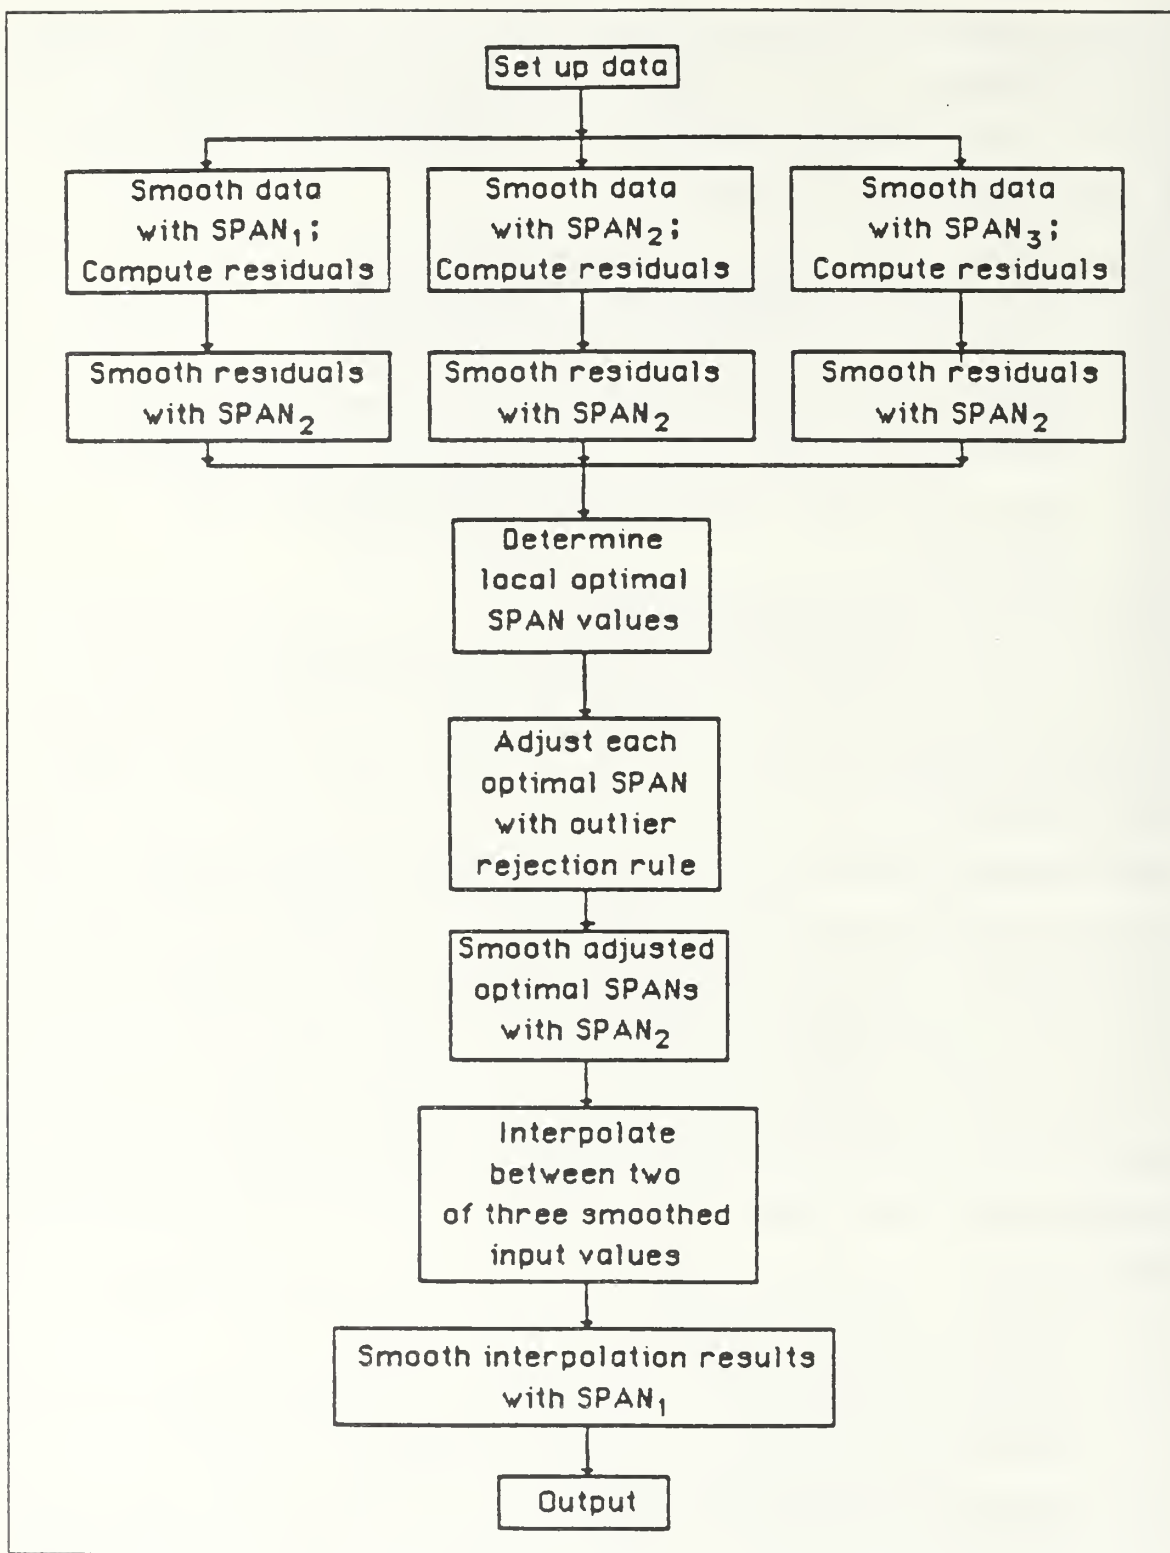 Set up data
Smooth data
with SPAN₁;
Compute residuals
Smooth data
with SPAN₂;
Compute residuals
Smooth data
with SPAN₃;
Compute residuals
Smooth residuals
with SPAN₂
Smooth residuals
with SPAN₂
Smooth residuals
with SPAN₂
Determine
local optimal
SPAN values
Adjust each
optimal SPAN
with outlier
rejection rule
Smooth adjusted
optimal SPANs
with SPAN₂
Interpolate
between two
of three smoothed
input values
Smooth interpolation results
with SPAN₁
Output